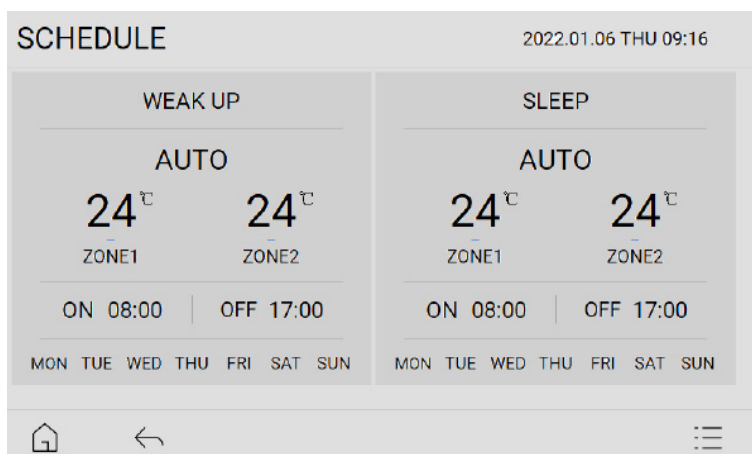 SCHEDULE 2022.01.06 THU 09:16
WEAK UP
AUTO
24℃ 24℃
ZONE1 ZONE2
ON 08:00 OFF 17:00
MON TUE WED THU FRI SAT SUN
SLEEP
AUTO
24℃ 24℃
ZONE1 ZONE2
ON 08:00 OFF 17:00
MON TUE WED THU FRI SAT SUN